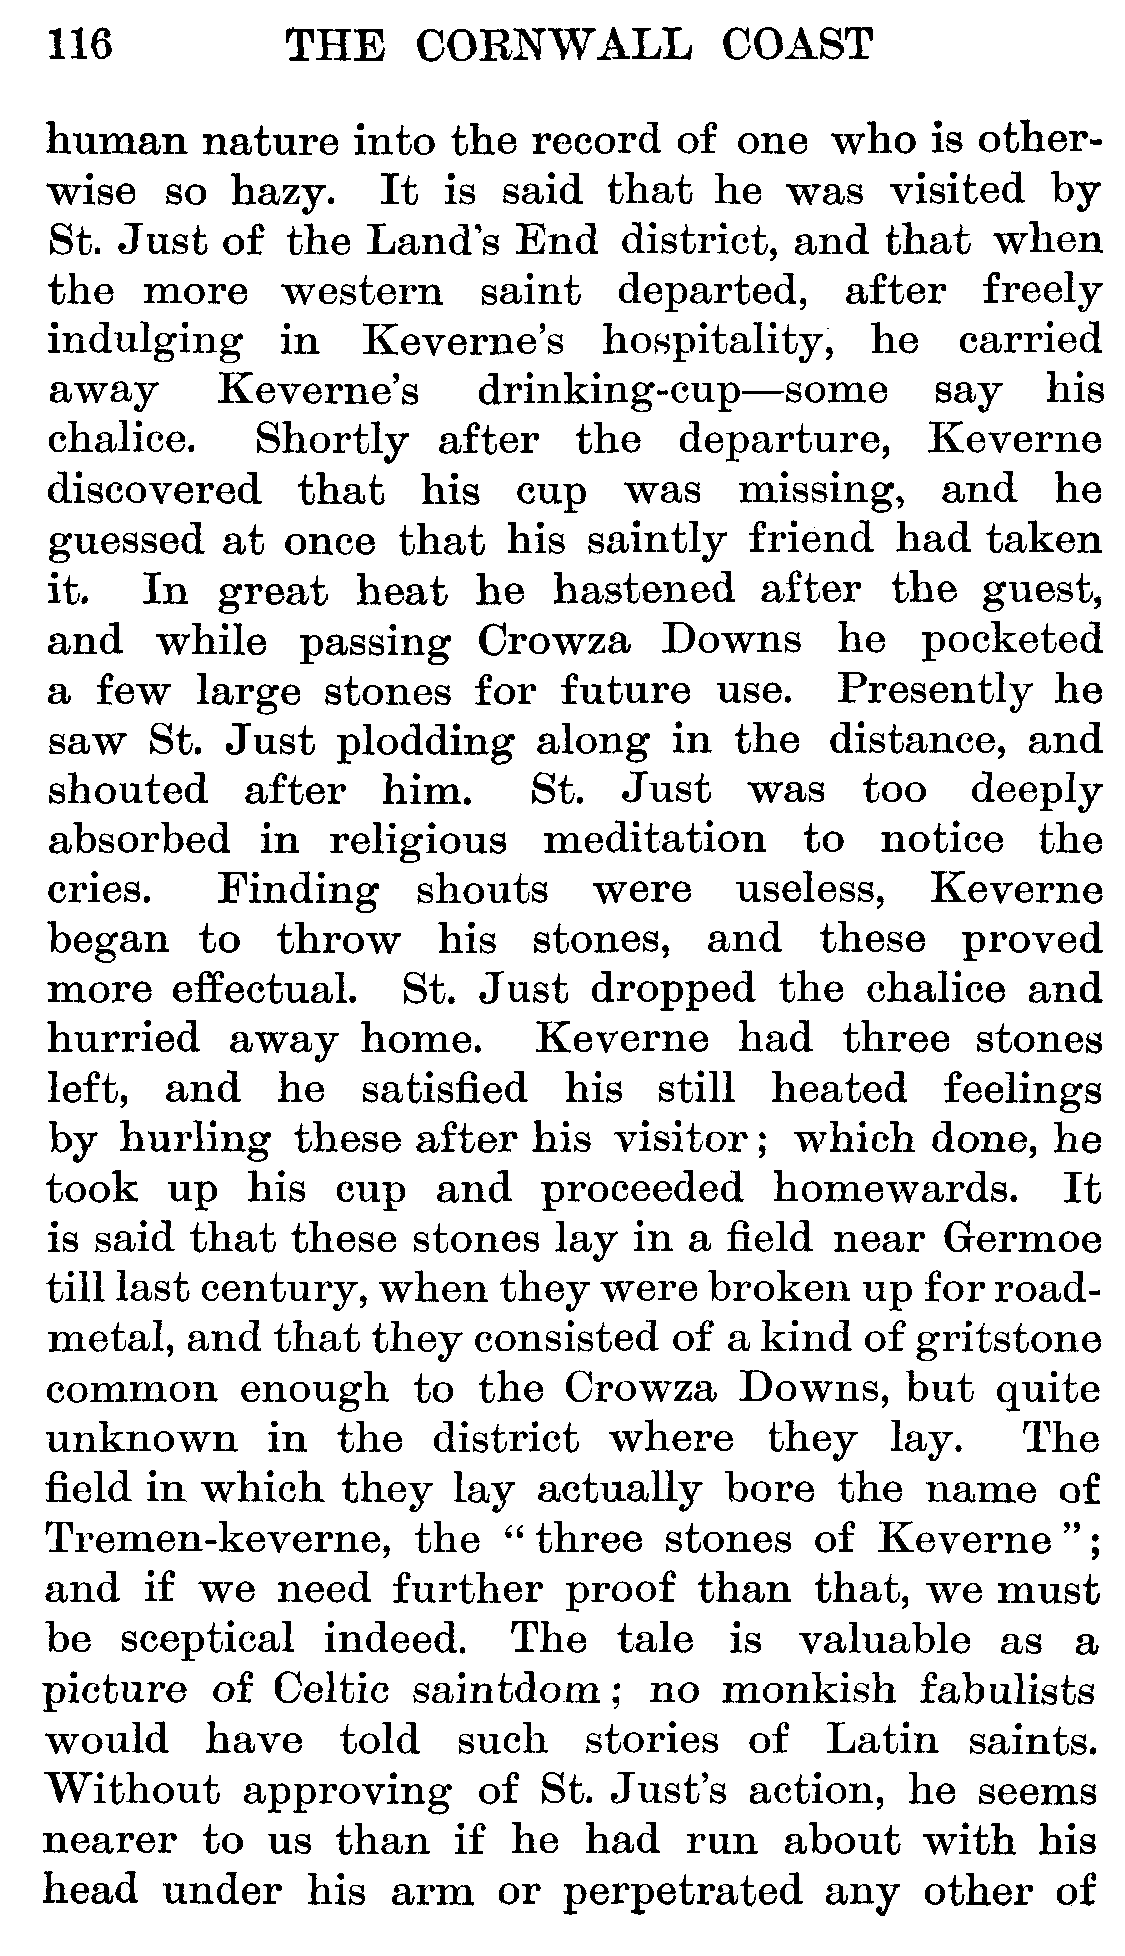 116 THE CORNWALL COAST
human nature into the record of one who is other-
wise so hazy. It is said that he was visited by
St. Just of the Land's End district, and that when
the more western saint departed, after freely
indulging in Keverne's hospitality, he carried
away Keverne's drinking-cup—some say his
chalice. Shortly after the departure, Keverne
discovered that his cup was missing, and he
guessed at once that his saintly friend had taken
it. In great heat he hastened after the guest,
and while passing Crowza Downs he pocketed
a few large stones for future use. Presently he
saw St. Just plodding along in the distance, and
shouted after him. St. Just was too deeply
absorbed in religious meditation to notice the
cries. Finding shouts were useless, Keverne
began to throw his stones, and these proved
more effectual. St. Just dropped the chalice and
hurried away home. Keverne had three stones
left, and he satisfied his still heated feelings
by hurling these after his visitor; which done, he
took up his cup and proceeded homewards. It
is said that these stones lay in a field near Germoe
till last century, when they were broken up for road-
metal, and that they consisted of a kind of gritstone
common enough to the Crowza Downs, but quite
unknown in the district where they lay. The
field in which they lay actually bore the name of
Tremen-keverne, the "three stones of Keverne";
and if we need further proof than that, we must
be sceptical indeed. The tale is valuable as a
picture of Celtic saintdom; no monkish fabulists
would have told such stories of Latin saints.
Without approving of St. Just's action, he seems
nearer to us than if he had run about with his
head under his arm or perpetrated any other of